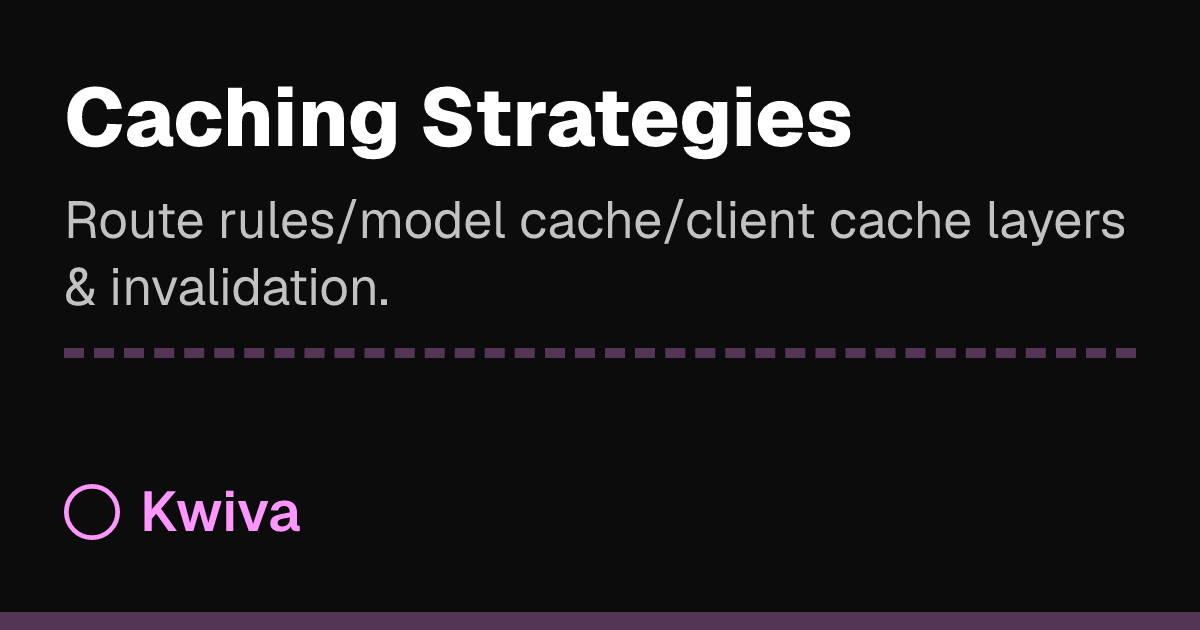 Caching Strategies
Route rules/model cache/client cache layers
& invalidation.
Kwiva